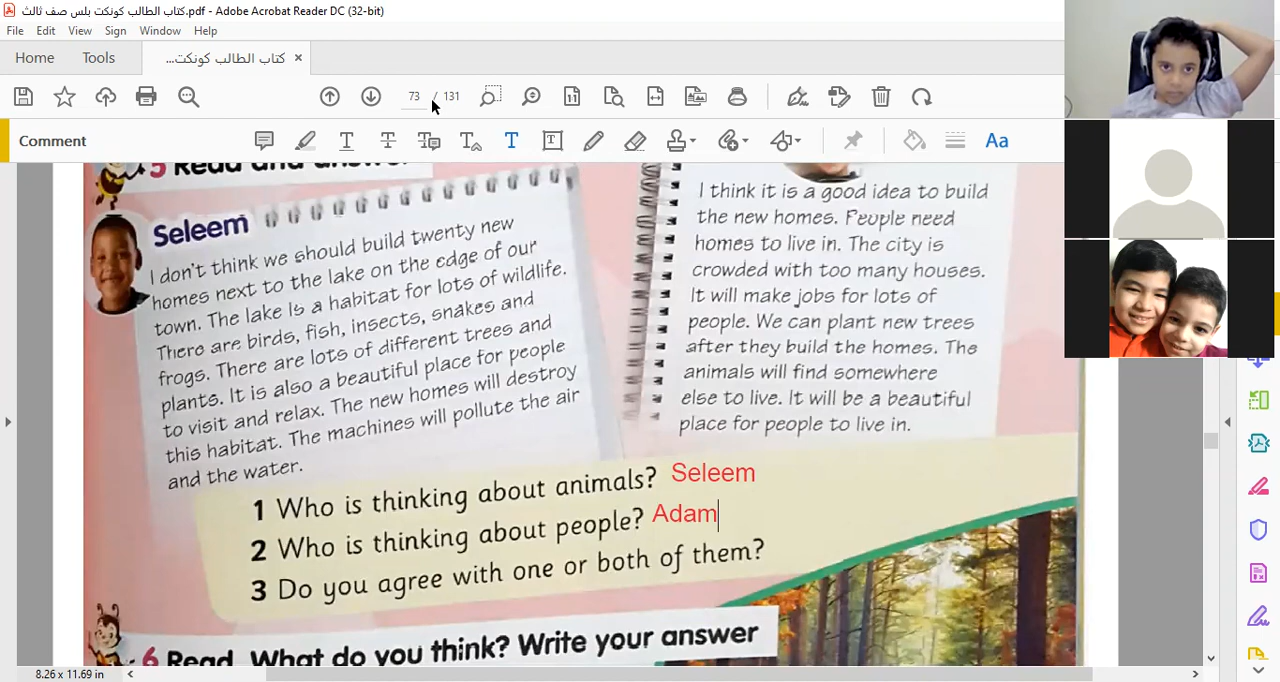 كتاب الطالب كونكت بلس صف ثالث.pdf - Adobe Acrobat Reader DC (32-bit)
File Edit View Sign Window Help
Home Tools كتاب الطالب كونكت... ×
73 / 131
Comment
5 Read and answer
Seleem
I don't think we should build twenty new
homes next to the lake on the edge of our
town. The lake is a habitat for lots of wildlife.
There are birds, fish, insects, snakes and
frogs. There are lots of different trees and
plants. It is also a beautiful place for people
to visit and relax. The new homes will destroy
this habitat. The machines will pollute the air
and the water.
I think it is a good idea to build
the new homes. People need
homes to live in. The city is
crowded with too many houses.
It will make jobs for lots of
people. We can plant new trees
after they build the homes. The
animals will find somewhere
else to live. It will be a beautiful
place for people to live in.
1 Who is thinking about animals? Seleem
2 Who is thinking about people? Adam
3 Do you agree with one or both of them?
6 Read. What do you think? Write your answer
8.26 x 11.69 in